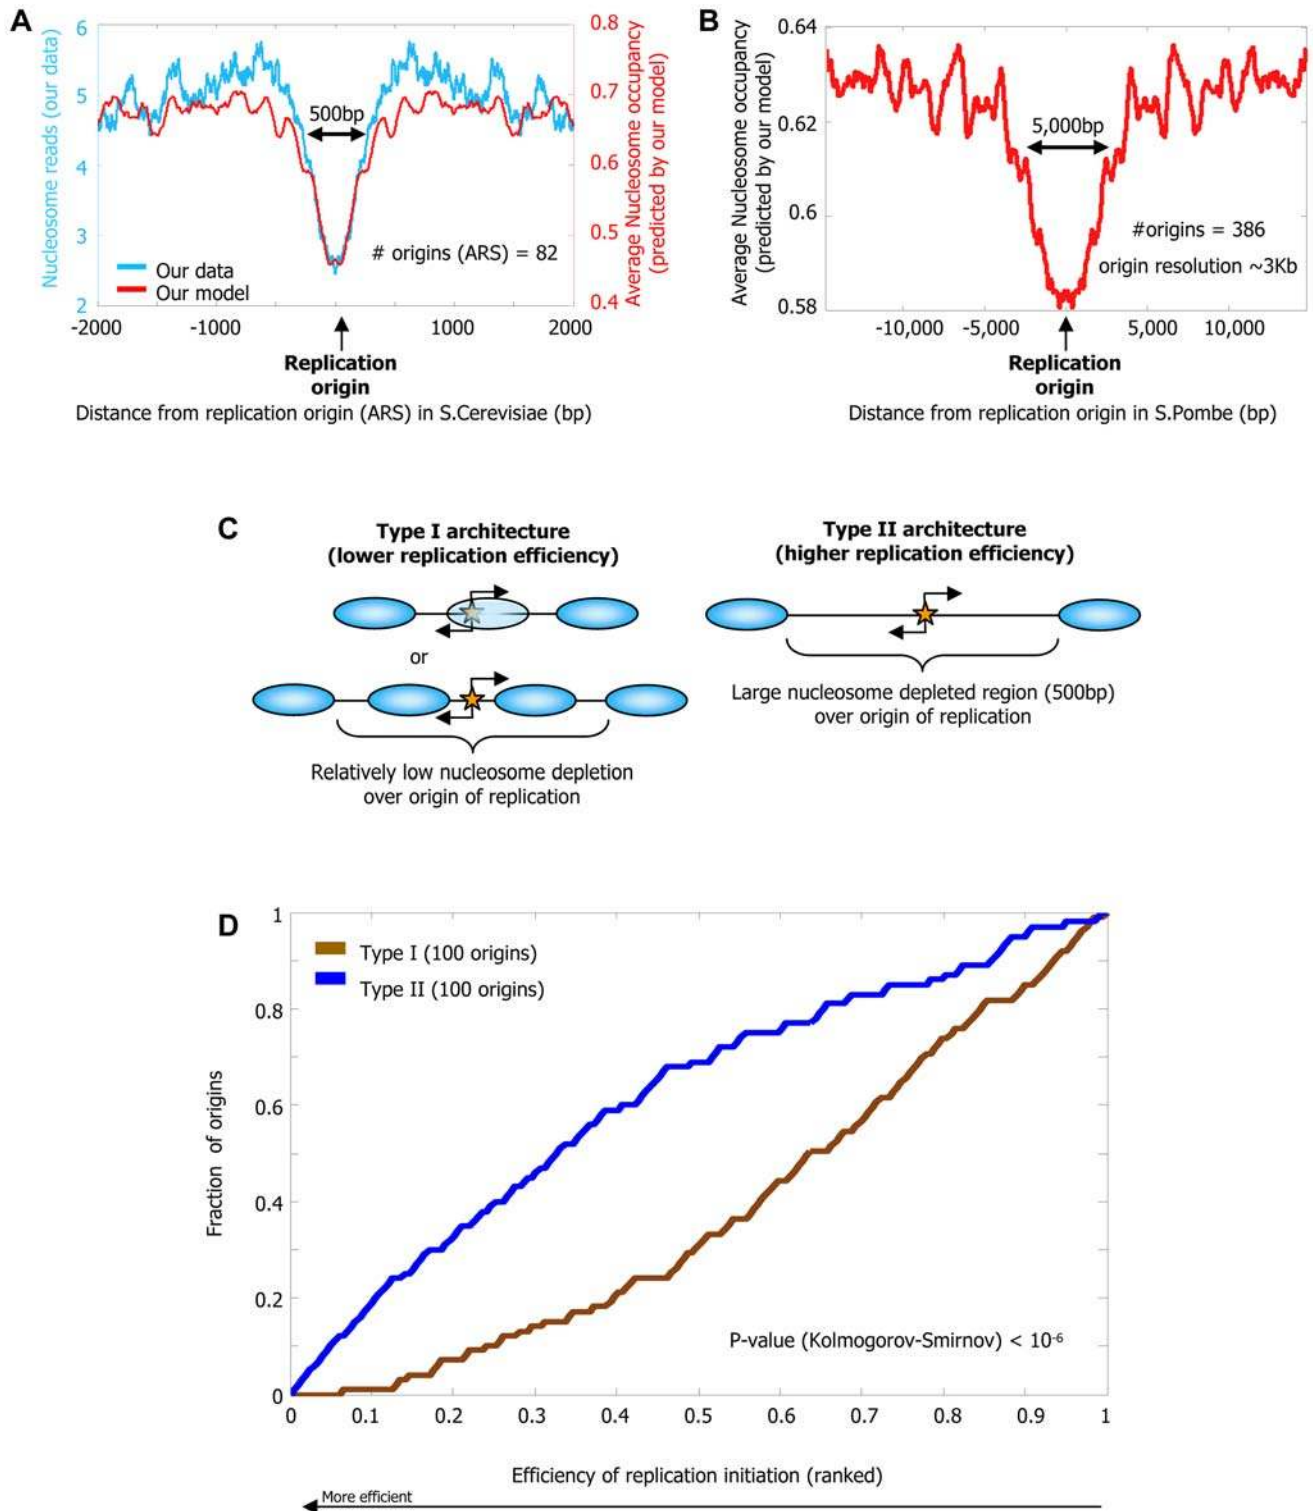 A
Nucleosome reads (our data)
6
5
4
3
2
0.8
0.7
0.6
0.5
0.4
Average Nucleosome occupancy
(predicted by our model)
500bp
# origins (ARS) = 82
Our data
Our model
-2000
-1000
1000
2000
Replication
origin
Distance from replication origin (ARS) in S.Cerevisiae (bp)
B
Average Nucleosome occupancy
(predicted by our model)
0.64
0.62
0.6
0.58
5,000bp
#origins = 386
origin resolution ~3Kb
-10,000
-5,000
5,000
10,000
Replication
origin
Distance from replication origin in S.Pombe (bp)
C
Type I architecture
(lower replication efficiency)
or
Relatively low nucleosome depletion
over origin of replication
Type II architecture
(higher replication efficiency)
Large nucleosome depleted region (500bp)
over origin of replication
D
Fraction of origins
1
0.8
0.6
0.4
0.2
0
Type I (100 origins)
Type II (100 origins)
P-value (Kolmogorov-Smirnov) < 10-6
0 0.1 0.2 0.3 0.4 0.5 0.6 0.7 0.8 0.9 1
Efficiency of replication initiation (ranked)
More efficient